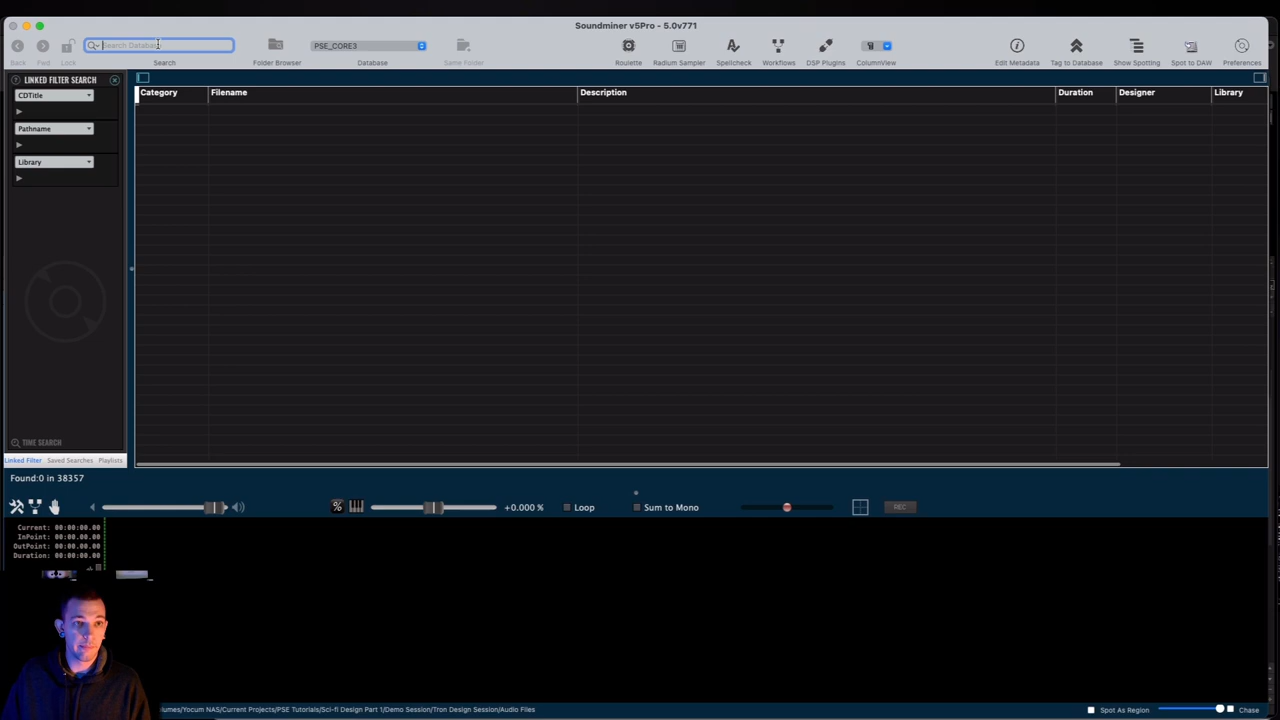 Soundminer v5Pro - 5.0v771
Search Database
PSE_CORE3
Back Fwd Lock Search Folder Browser Database Same Folder Roulette Radium Sampler Spellcheck Workflows DSP Plugins ColumnView Edit Metadata Tag to Database Show Spotting Spot to DAW Preferences
LINKED FILTER SEARCH
CDTitle
Pathname
Library
Category Filename Description Duration Designer Library
TIME SEARCH
Linked Filter Saved Searches Playlists
Found:0 in 38357
+0.000 % Loop Sum to Mono REC
Current: 00:00:00.00
InPoint: 00:00:00.00
OutPoint: 00:00:00.00
Duration: 00:00:00.00
/Yocum NAS/Current Projects/PSE Tutorials/Sci-fi Design Part 1/Demo Session/Tron Design Session/Audio Files
Spot As Region Chase